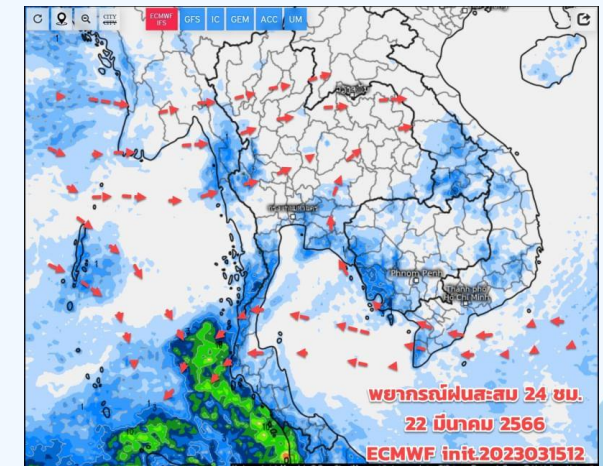 CITY
ECMWF
IFS
GFS
IC
GEM
ACC
UM
Phnom Penh
Thành phố
Hồ Chí Minh
พยากรณ์ฝนสะสม 24 ชม.
22 มีนาคม 2566
ECMWF init.2023031512